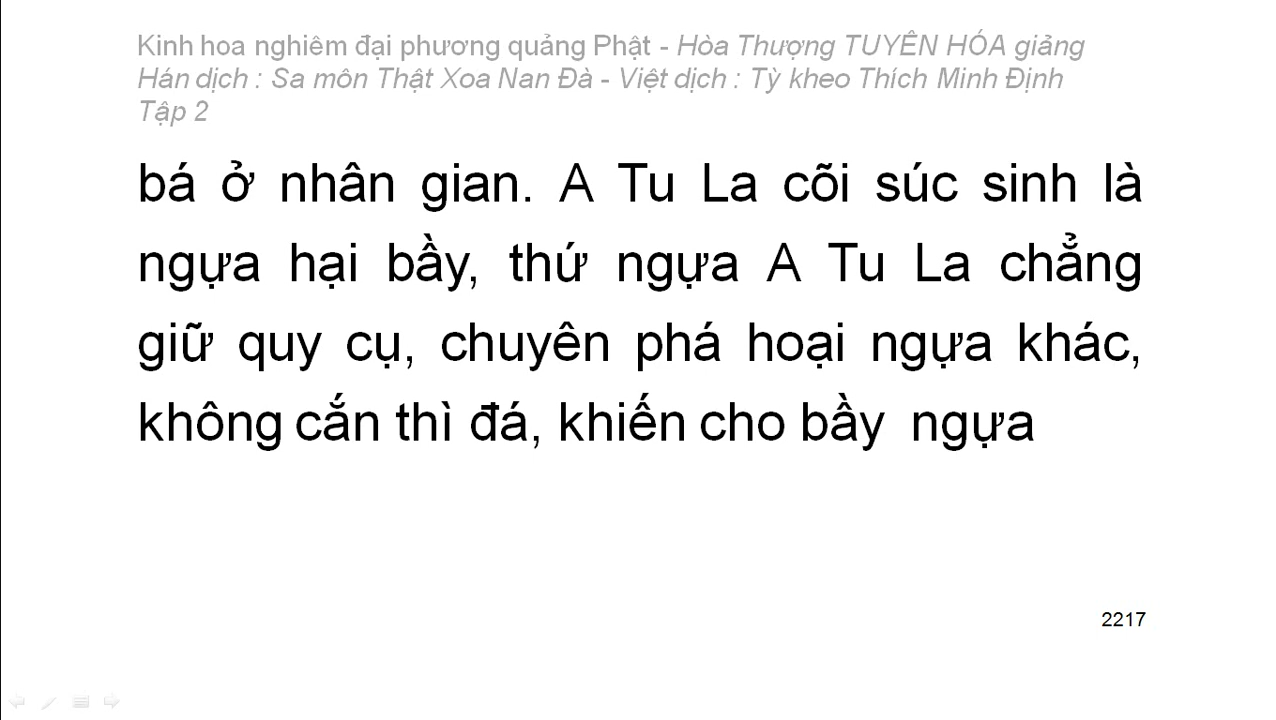 Kinh hoa nghiêm đại phương quảng Phật - Hòa Thượng TUYÊN HÓA giảng
Hán dịch : Sa môn Thật Xoa Nan Đà - Việt dịch : Tỳ kheo Thích Minh Định
Tập 2
bá ở nhân gian. A Tu La cõi súc sinh là
ngựa hại bầy, thứ ngựa A Tu La chẳng
giữ quy cụ, chuyên phá hoại ngựa khác,
không cắn thì đá, khiến cho bầy ngựa
2217